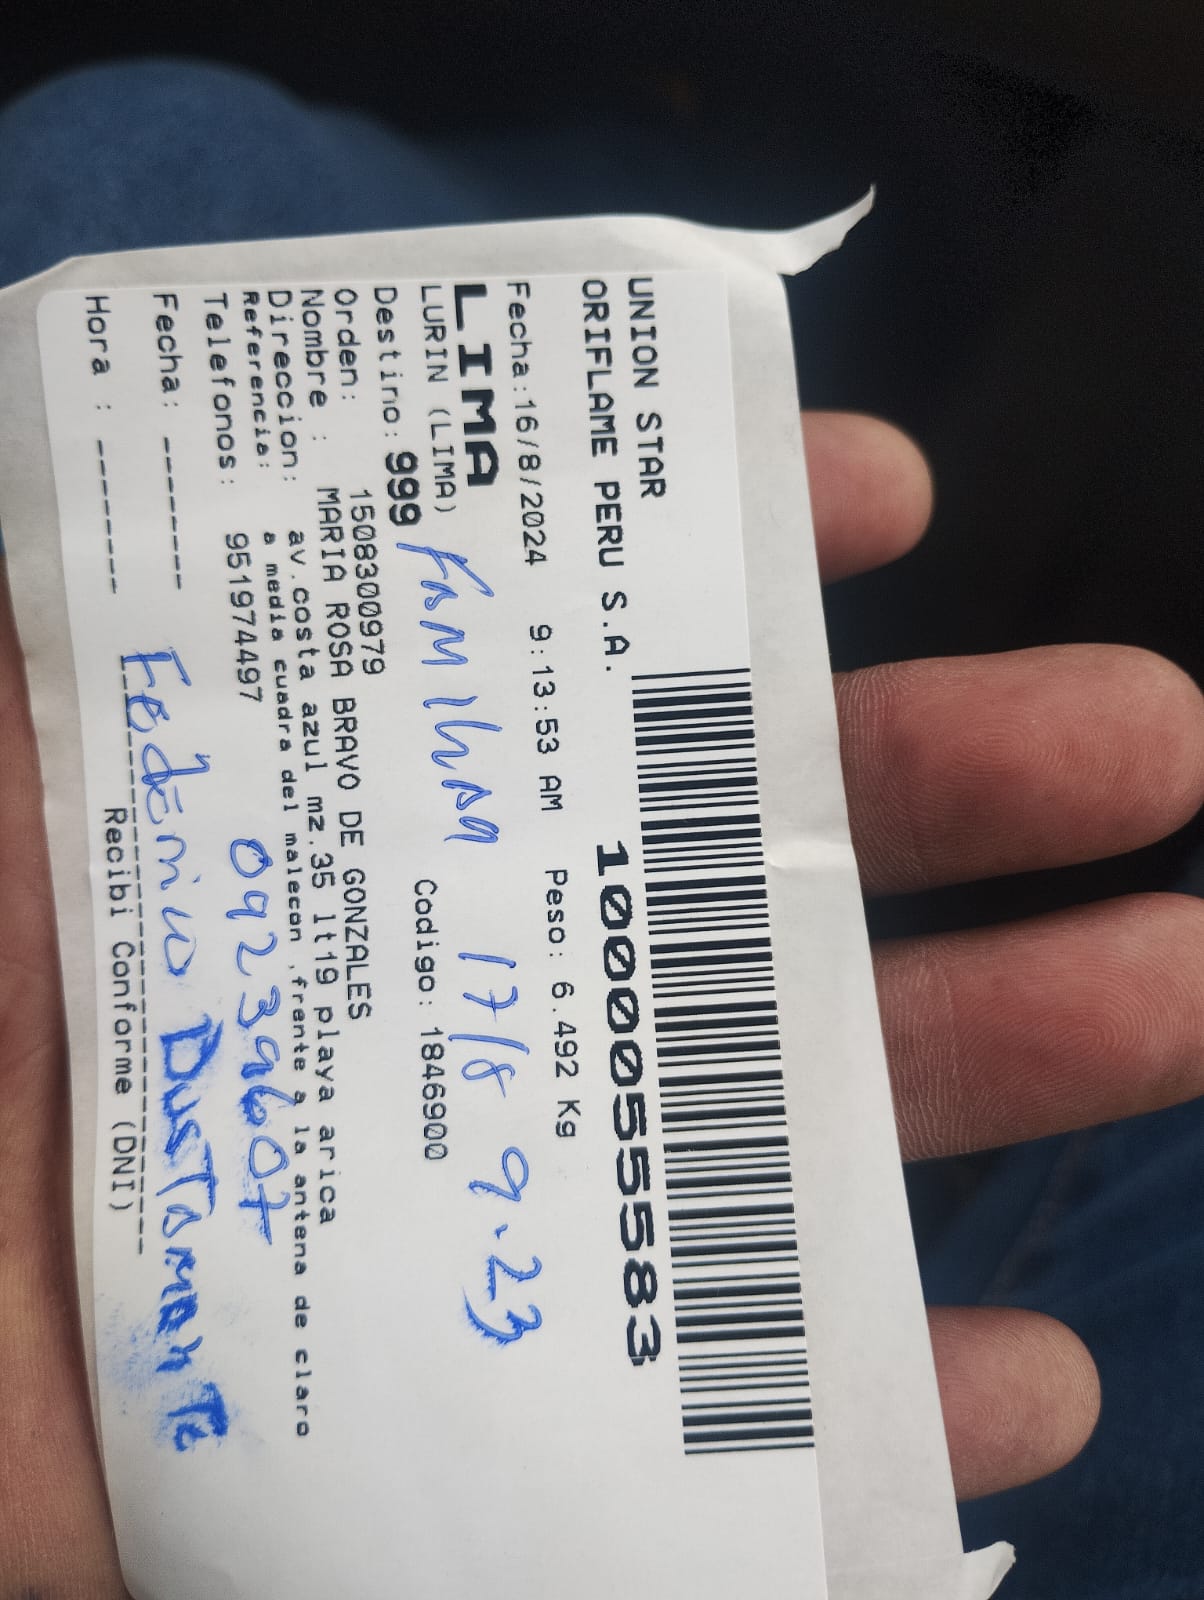 UNION STAR
ORIFLAME PERU S.A. 10000555583
Fecha:16/8/2024 9:13:53 AM Peso: 6.492 Kg
LIMA
LURIN (LIMA) Codigo: 1846900
17/8 9.23
Destino: 999
Orden: 1508300979
Nombre : MARIA ROSA BRAVO DE GONZALES
Direccion: av.costa azul mz.35 lt19 playa arica
Referencia: a media cuadra del malecon ,frente a la antena de claro
Telefonos: 951974497
Fecha: --------
Hora : --------
Recibi Conforme (DNI)